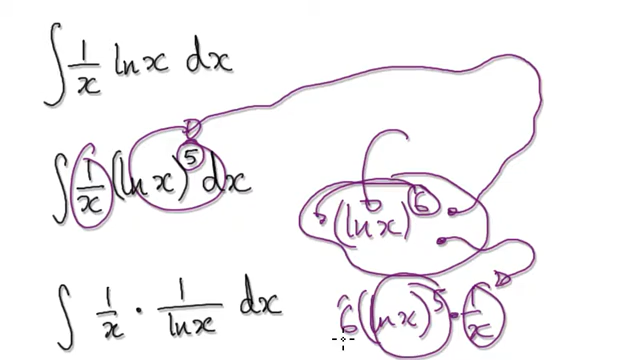 ∫ 1/x ln x dx
∫ 1/x (ln x)^5 dx
(ln x)^6
∫ 1/x · 1/ln x dx
6(ln x)^5 · 1/x